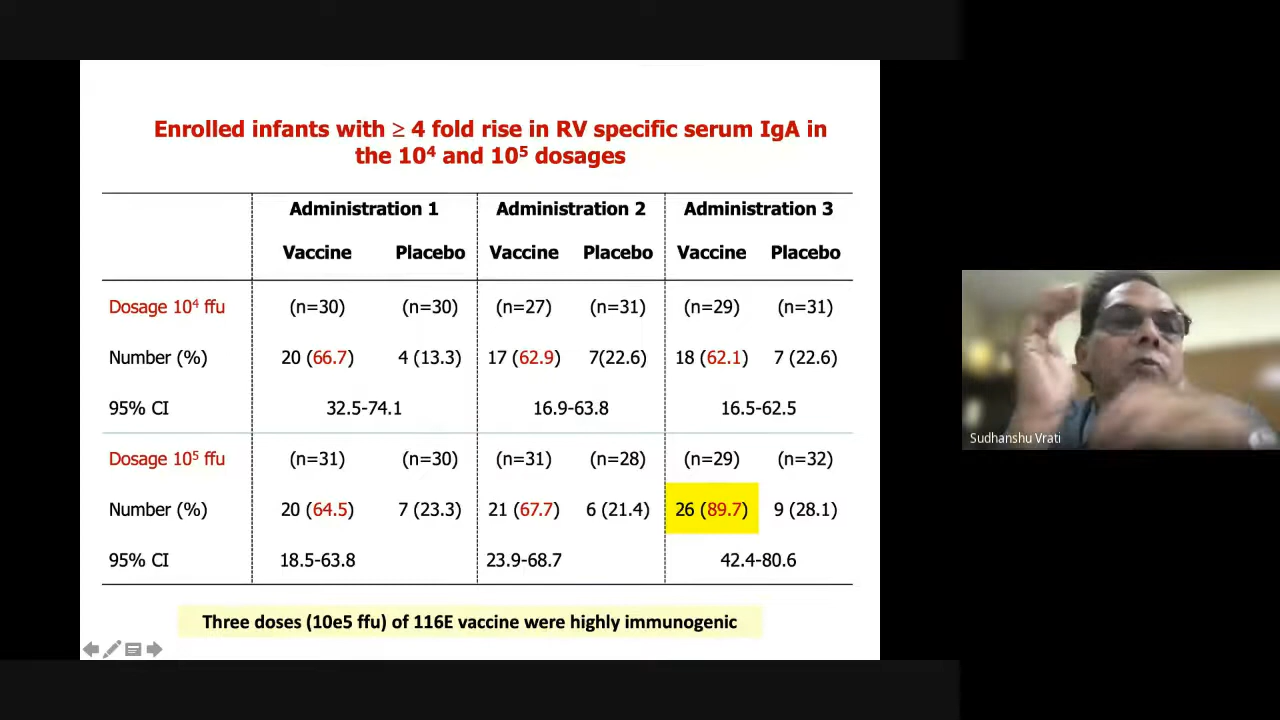 Enrolled infants with ≥ 4 fold rise in RV specific serum IgA in
the 10⁴ and 10⁵ dosages
Administration 1 Administration 2 Administration 3
Vaccine Placebo Vaccine Placebo Vaccine Placebo
Dosage 10⁴ ffu (n=30) (n=30) (n=27) (n=31) (n=29) (n=31)
Number (%) 20 (66.7) 4 (13.3) 17 (62.9) 7(22.6) 18 (62.1) 7 (22.6)
95% CI 32.5-74.1 16.9-63.8 16.5-62.5
Dosage 10⁵ ffu (n=31) (n=30) (n=31) (n=28) (n=29) (n=32)
Number (%) 20 (64.5) 7 (23.3) 21 (67.7) 6 (21.4) 26 (89.7) 9 (28.1)
95% CI 18.5-63.8 23.9-68.7 42.4-80.6
Three doses (10e5 ffu) of 116E vaccine were highly immunogenic
Sudhanshu Vrati